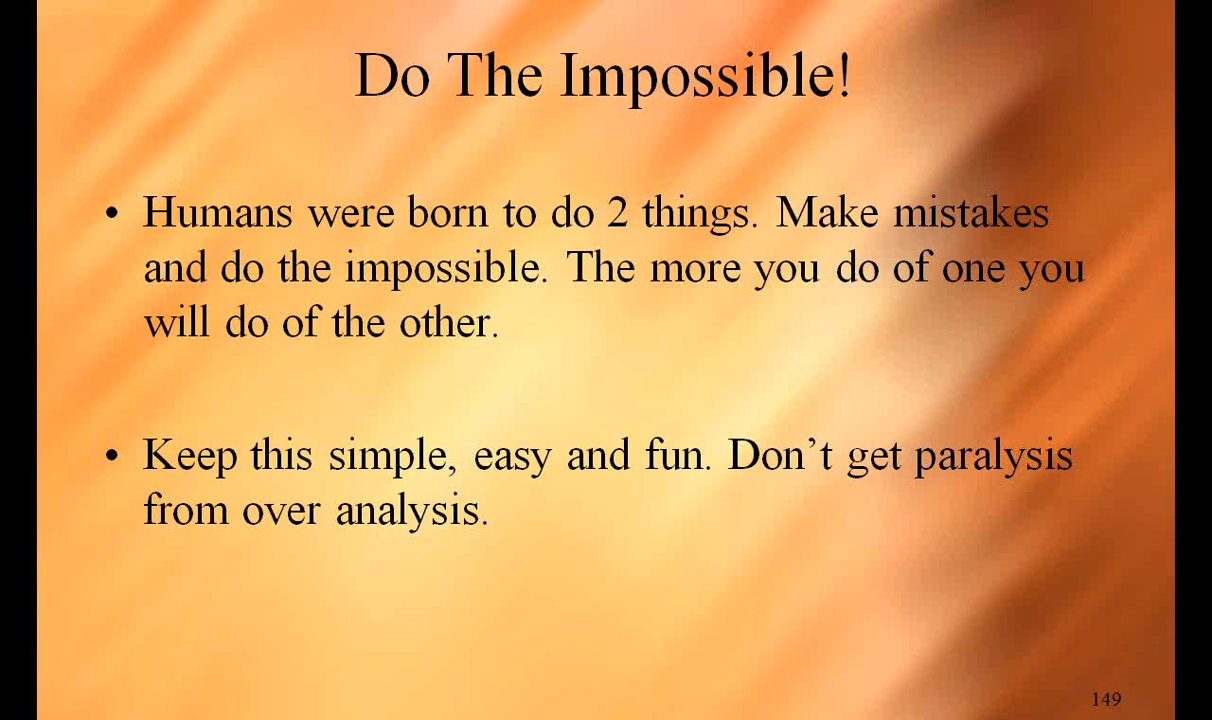 Do The Impossible!
• Humans were born to do 2 things. Make mistakes
and do the impossible. The more you do of one you
will do of the other.
• Keep this simple, easy and fun. Don’t get paralysis
from over analysis.
149